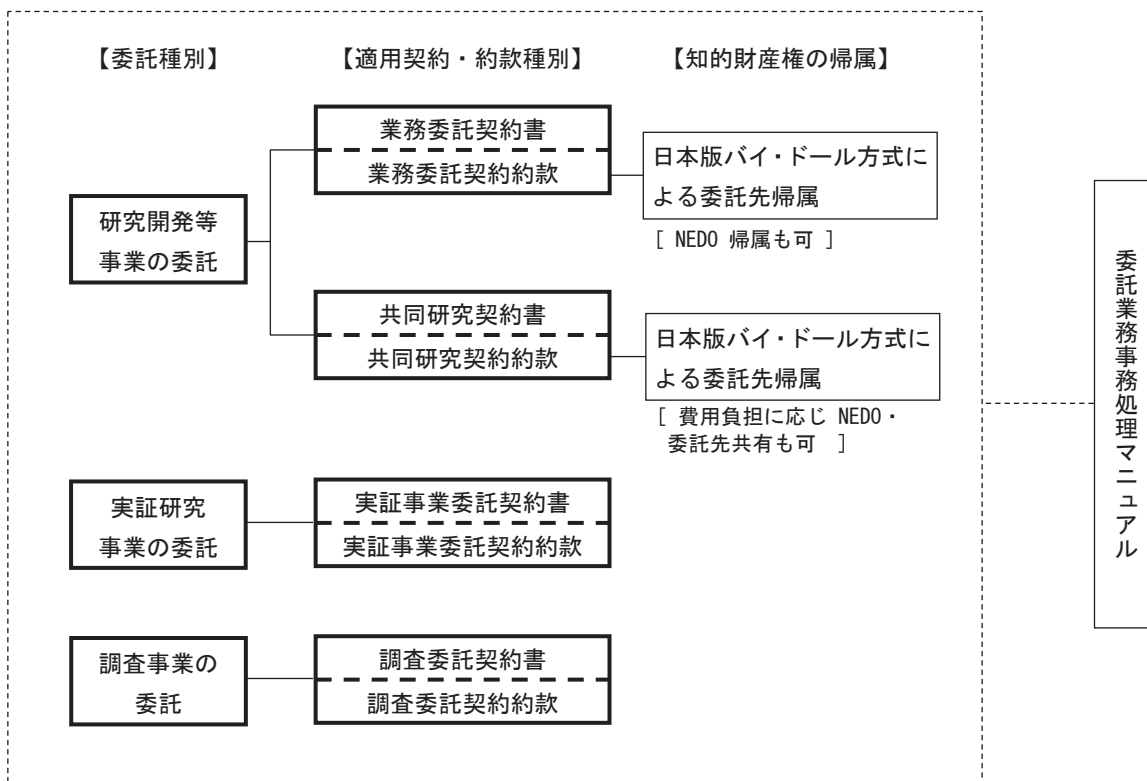 【委託種別】
【適用契約・約款種別】
【知的財産権の帰属】
研究開発等
事業の委託
業務委託契約書
業務委託契約約款
日本版バイ・ドール方式に
よる委託先帰属
[ NEDO 帰属も可 ]
共同研究契約書
共同研究契約約款
日本版バイ・ドール方式に
よる委託先帰属
[ 費用負担に応じ NEDO・
委託先共有も可 ]
実証研究
事業の委託
実証事業委託契約書
実証事業委託契約約款
調査事業の
委託
調査委託契約書
調査委託契約約款
委託業務事務処理マニュアル